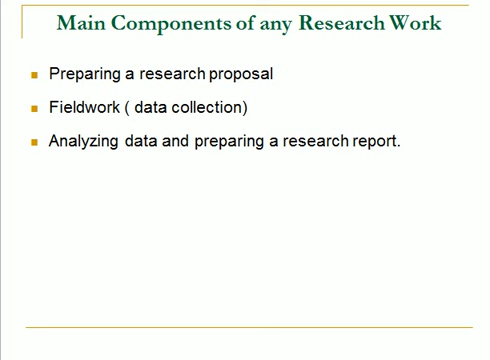 Main Components of any Research Work
Preparing a research proposal
Fieldwork ( data collection)
Analyzing data and preparing a research report.